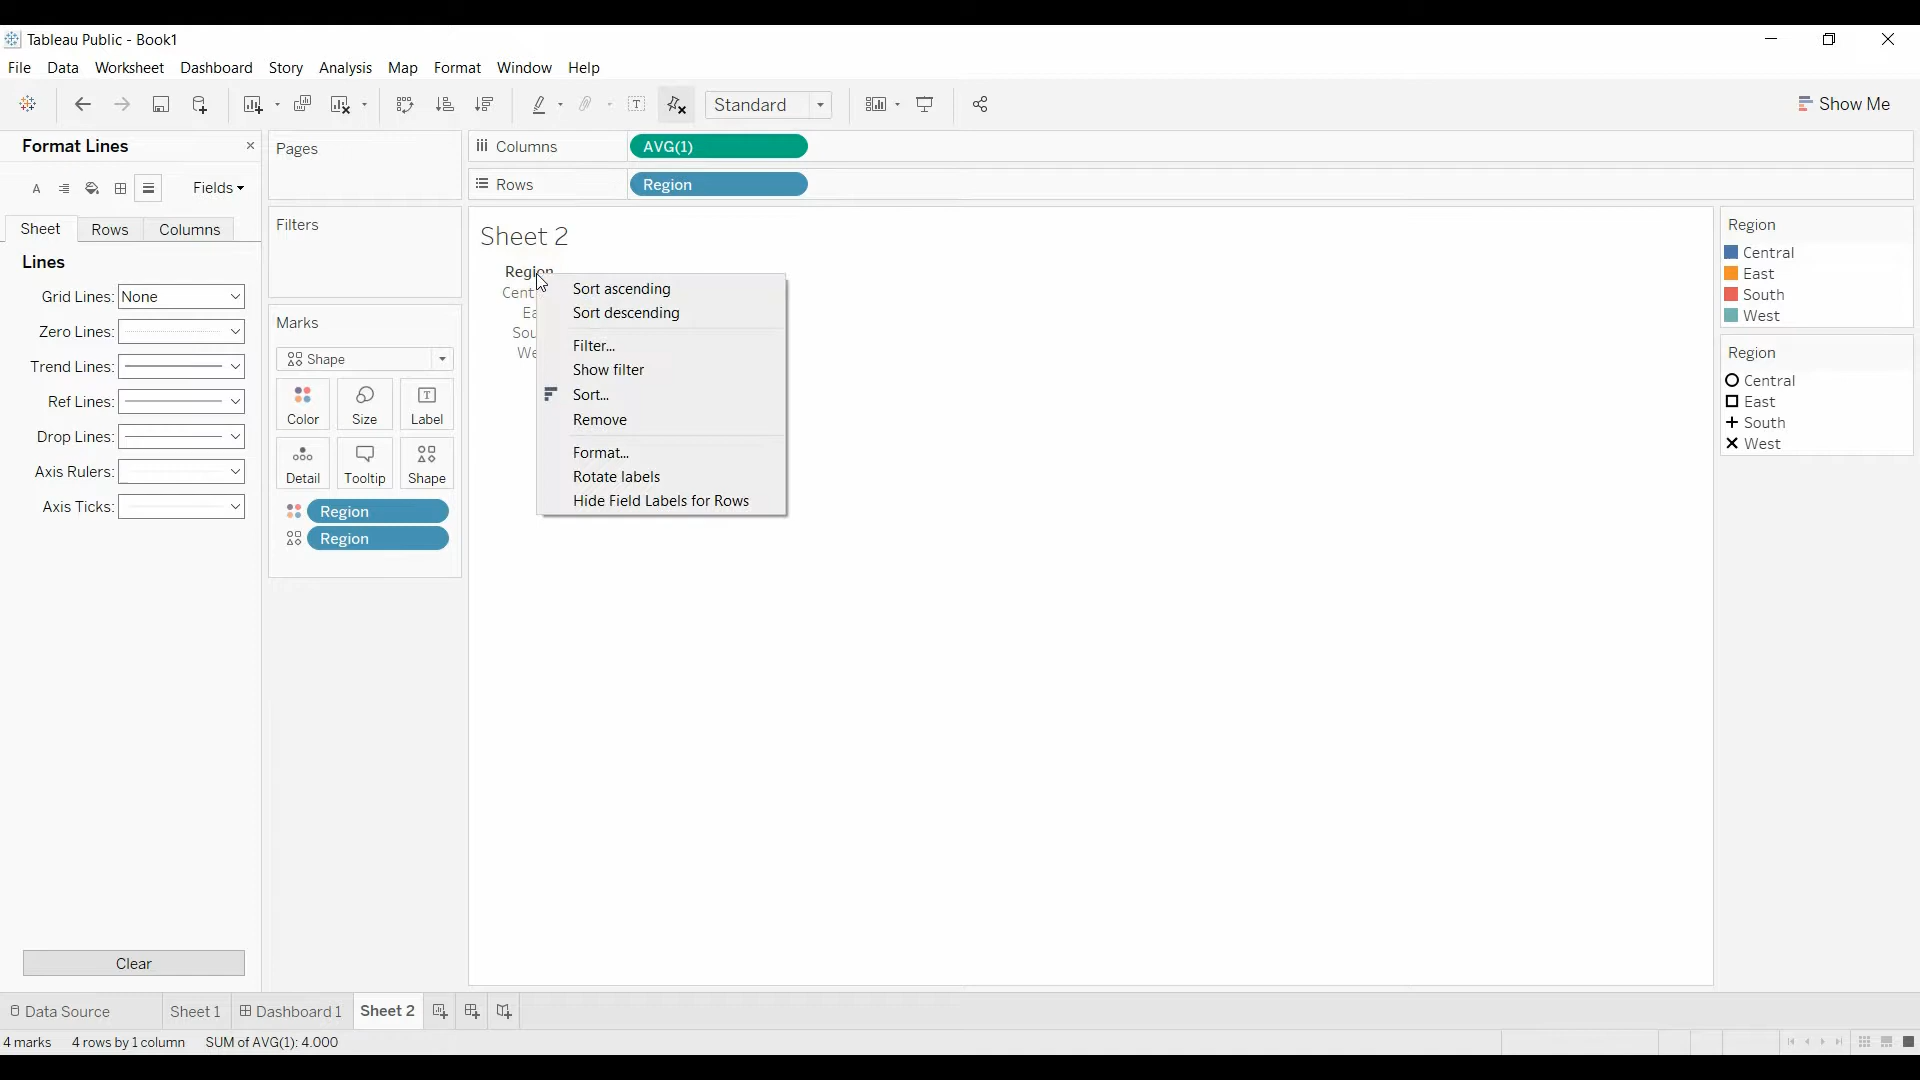 Tableau Public - Book1
File Data Worksheet Dashboard Story Analysis Map Format Window Help
Standard
Show Me
Format Lines
Fields
Sheet Rows Columns
Lines
Grid Lines: None
Zero Lines:
Trend Lines:
Ref Lines:
Drop Lines:
Axis Rulers:
Axis Ticks:
Clear
Pages
Filters
Marks
Shape
Color Size Label
Detail Tooltip Shape
Region
Region
Columns AVG(1)
Rows Region
Sheet 2
Region
Cent
Ea
Sou
We
Sort ascending
Sort descending
Filter...
Show filter
Sort...
Remove
Format...
Rotate labels
Hide Field Labels for Rows
Region
Central
East
South
West
Region
Central
East
South
West
Data Source Sheet 1 Dashboard 1 Sheet 2
4 marks 4 rows by 1 column SUM of AVG(1): 4.000